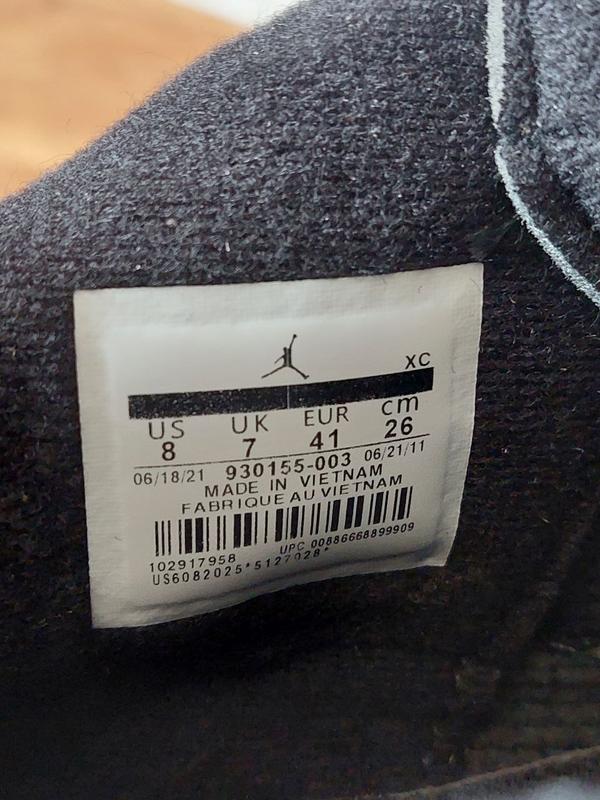 XC
US UK EUR cm
8 7 41 26
06/18/21 930155-003 06/21/11
MADE IN VIETNAM
FABRIQUE AU VIETNAM
102917958 UPC 00886668899909
US6082025*5127028*